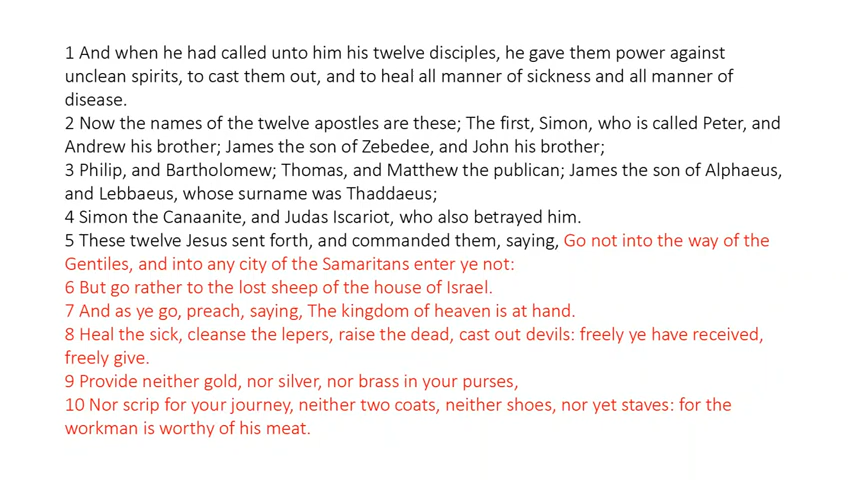 1 And when he had called unto him his twelve disciples, he gave them power against
unclean spirits, to cast them out, and to heal all manner of sickness and all manner of
disease.
2 Now the names of the twelve apostles are these; The first, Simon, who is called Peter, and
Andrew his brother; James the son of Zebedee, and John his brother;
3 Philip, and Bartholomew; Thomas, and Matthew the publican; James the son of Alphaeus,
and Lebbaeus, whose surname was Thaddaeus;
4 Simon the Canaanite, and Judas Iscariot, who also betrayed him.
5 These twelve Jesus sent forth, and commanded them, saying, Go not into the way of the
Gentiles, and into any city of the Samaritans enter ye not:
6 But go rather to the lost sheep of the house of Israel.
7 And as ye go, preach, saying, The kingdom of heaven is at hand.
8 Heal the sick, cleanse the lepers, raise the dead, cast out devils: freely ye have received,
freely give.
9 Provide neither gold, nor silver, nor brass in your purses,
10 Nor scrip for your journey, neither two coats, neither shoes, nor yet staves: for the
workman is worthy of his meat.